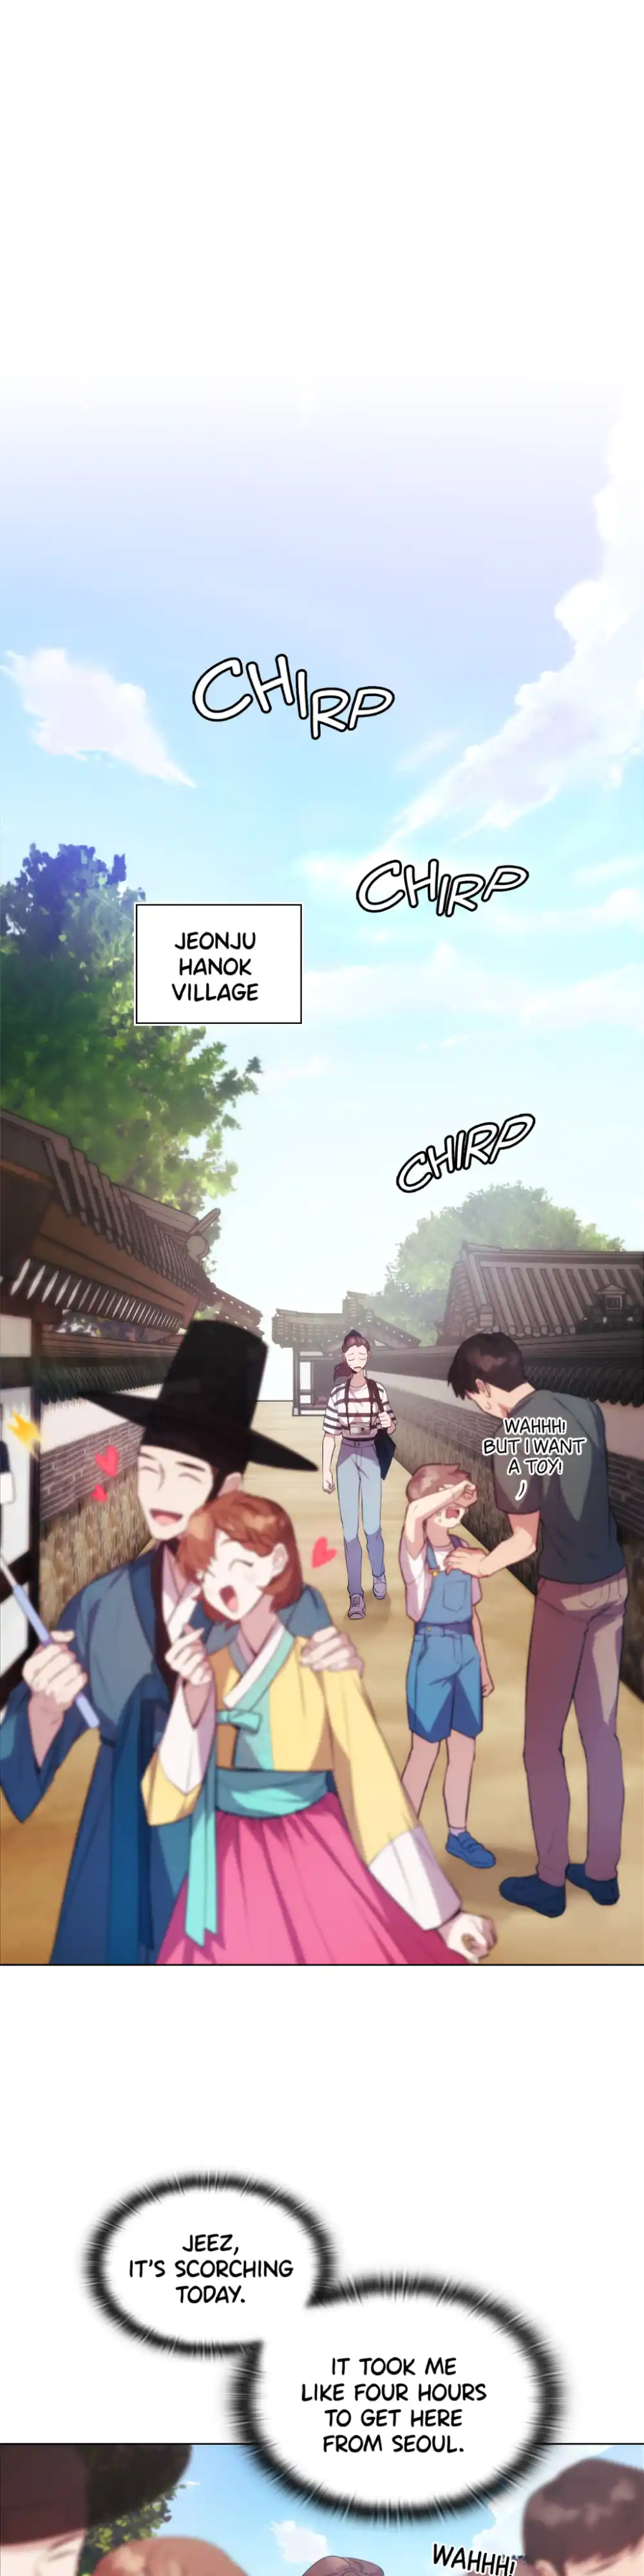 CHIRP
CHIRP
JEONJU
HANOK
VILLAGE
CHIRP
WAHHH!
BUT I WANT
A TOY!
JEEZ,
IT'S SCORCHING
TODAY.
IT TOOK ME
LIKE FOUR HOURS
TO GET HERE
FROM SEOUL.
WAHHH!